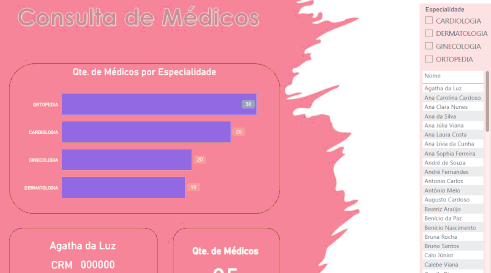 Consulta de Médicos
Qte. de Médicos por Especialidade
ORTOPEDIA
CARDIOLOGIA
GINECOLOGIA
20
DERMATOLOGIA
Agatha da Luz
CRM 000000
Qte. de Médicos
Especialidade
CARDIOLOGIA
DERMATOLOGIA
GINECOLOGIA
ORTOPEDIA
Nome
Agatha da Luz
Ana Carolina Cardoso
Ana Clara Nunes
Ana da Silva
Ana Júlia Viana
Ana Laura Costa
Ana Lívia da Cunha
Ana Sophia Ferreira
André de Souza
André Fernandes
Antonio Carlos
Antônio Melo
Augusto Cardoso
Beatriz Araújo
Benício da Paz
Benício Nascimento
Bruna Rocha
Bruno Santos
Caio Júnior
Calebe Viana